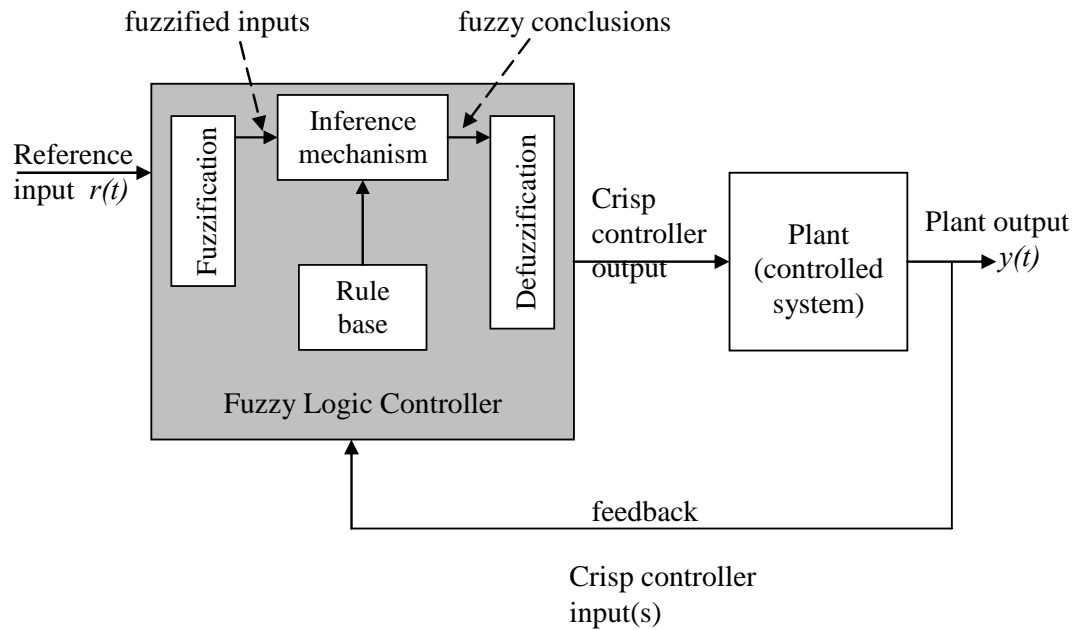 fuzzified inputs
fuzzy conclusions
Reference
input r(t)
Fuzzification
Inference
mechanism
Rule
base
Defuzzification
Fuzzy Logic Controller
Crisp
controller
output
Plant
(controlled
system)
Plant output
y(t)
feedback
Crisp controller
input(s)